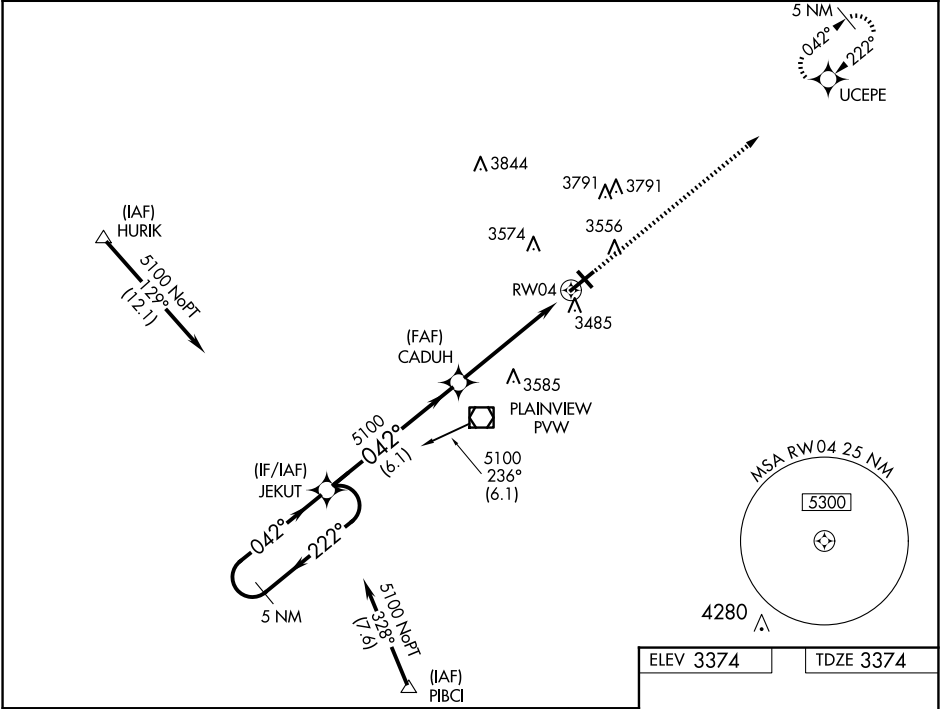 5 NM
042°
222°
UCEPE
3844
3791
3791
(IAF)
HURIK
3574
3556
5100 NoPT
129°
(12.1)
RW04
3485
(FAF)
CADUH
3585
PLAINVIEW
PVW
5100
042°
(6.1)
5100
236°
(6.1)
(IF/IAF)
JEKUT
MSA RW04 25 NM
5300
042°
222°
5 NM
5100 NoPT
328°
(7.6)
4280
(IAF)
PIBCI
ELEV 3374
TDZE 3374